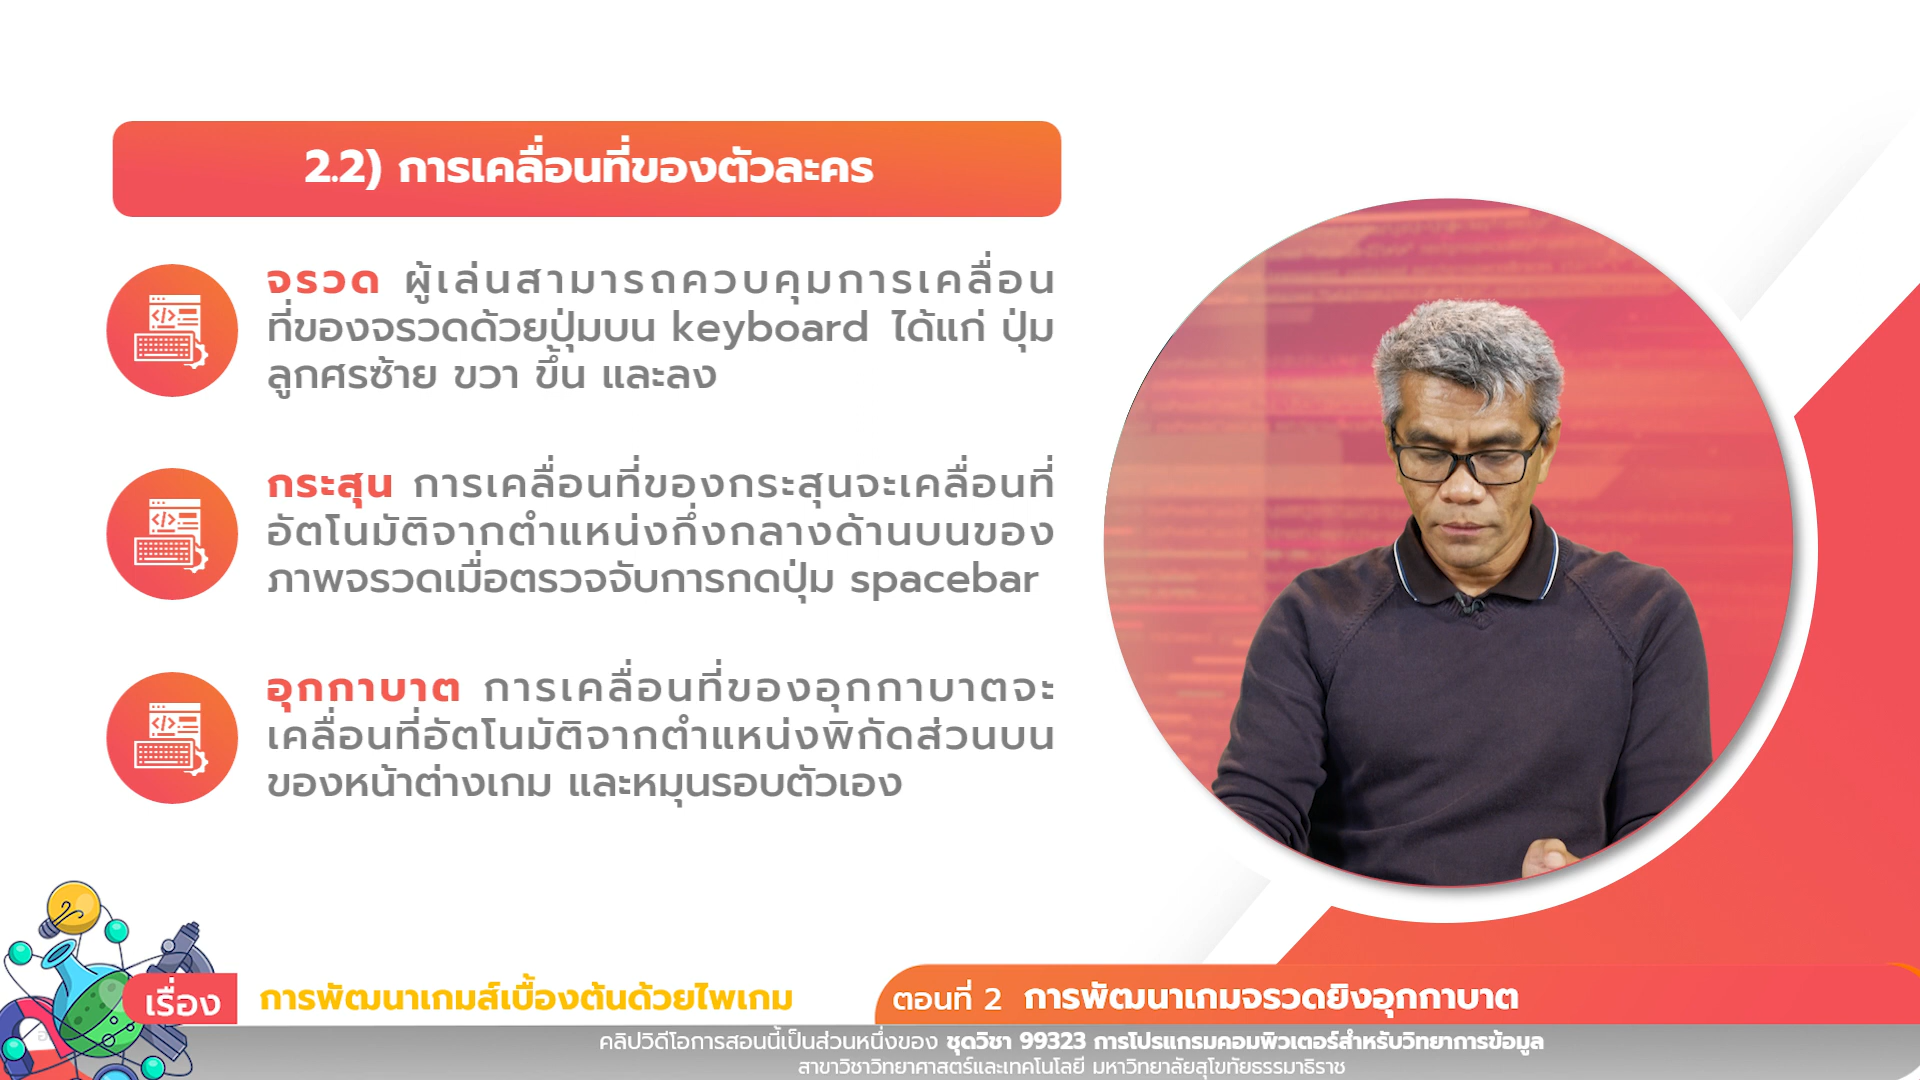 2.2) การเคลื่อนที่ของตัวละคร
จรวด ผู้เล่นสามารถควบคุมการเคลื่อน
ที่ของจรวดด้วยปุ่มบน keyboard ได้แก่ ปุ่ม
ลูกศรซ้าย ขวา ขึ้น และลง
กระสุน การเคลื่อนที่ของกระสุนจะเคลื่อนที่
อัตโนมัติจากตำแหน่งกึ่งกลางด้านบนของ
ภาพจรวดเมื่อตรวจจับการกดปุ่ม spacebar
อุกกาบาต การเคลื่อนที่ของอุกกาบาตจะ
เคลื่อนที่อัตโนมัติจากตำแหน่งพิกัดส่วนบน
ของหน้าต่างเกม และหมุนรอบตัวเอง
เรื่อง การพัฒนาเกมส์เบื้องต้นด้วยไพเกม
ตอนที่ 2 การพัฒนาเกมจรวดยิงอุกกาบาต
คลิปวิดีโอการสอนนี้เป็นส่วนหนึ่งของ ชุดวิชา 99323 การโปรแกรมคอมพิวเตอร์สำหรับวิทยาการข้อมูล
สาขาวิชาวิทยาศาสตร์และเทคโนโลยี มหาวิทยาลัยสุโขทัยธรรมาธิราช